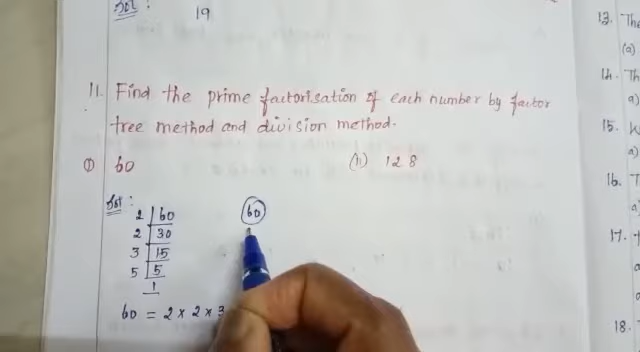 Sol :
19
11. Find the prime factorisation of each number by factor
tree method and division method.
(i) 60
(ii) 128
Sol :
2 | 60
2 | 30
3 | 15
5 | 5
1
60 = 2 × 2 × 3
60
13. The
(a)
14. Th
a)
15.
a)
16. T
a
17.
a
18.